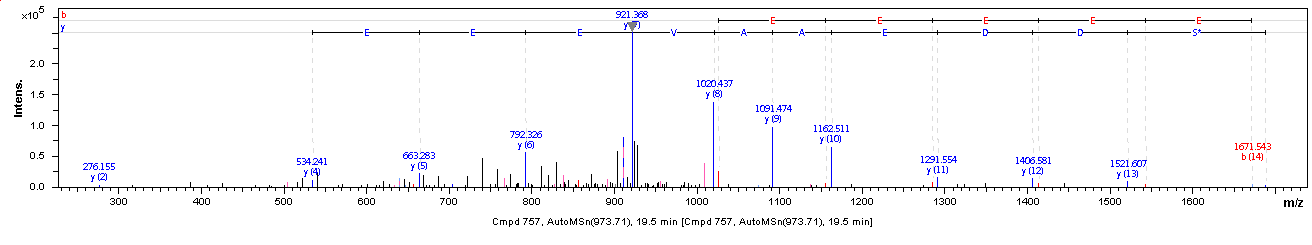 ×10⁵
b
y
E E E E E
E E E V A A E D D S*
921.368
y (7)
1020.437
y (8)
1091.474
y (9)
1162.511
y (10)
792.326
y (6)
663.283
y (5)
534.241
y (4)
276.155
y (2)
1291.554
y (11)
1406.581
y (12)
1521.607
y (13)
1671.543
b (14)
Intens.
2.0
1.5
1.0
0.5
0.0
300 400 500 600 700 800 900 1000 1100 1200 1300 1400 1500 1600 m/z
Cmpd 757, AutoMSn(973.71), 19.5 min [Cmpd 757, AutoMSn(973.71), 19.5 min]